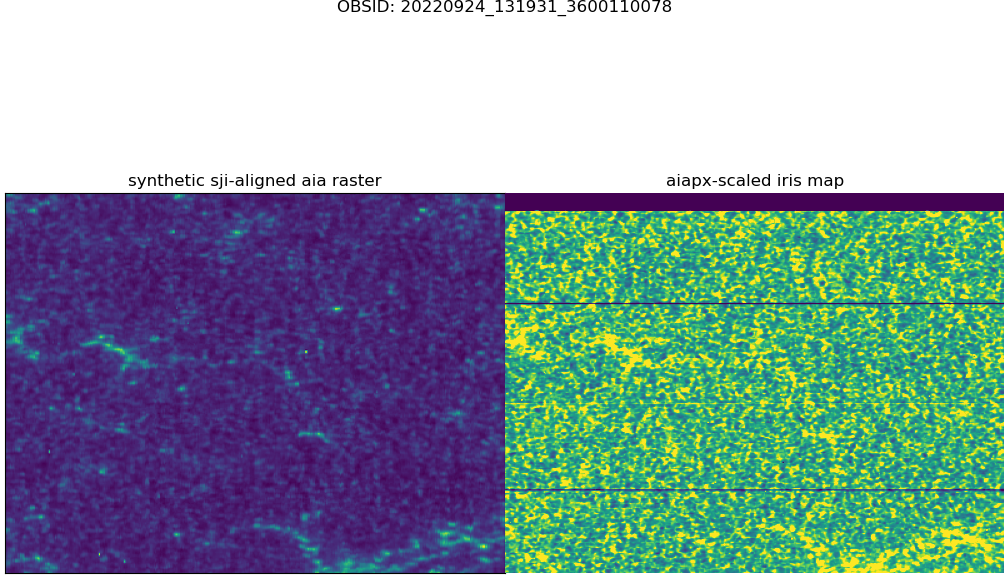 OBSID: 20220924_131931_3600110078
synthetic sji-aligned aia raster
aiapx-scaled iris map